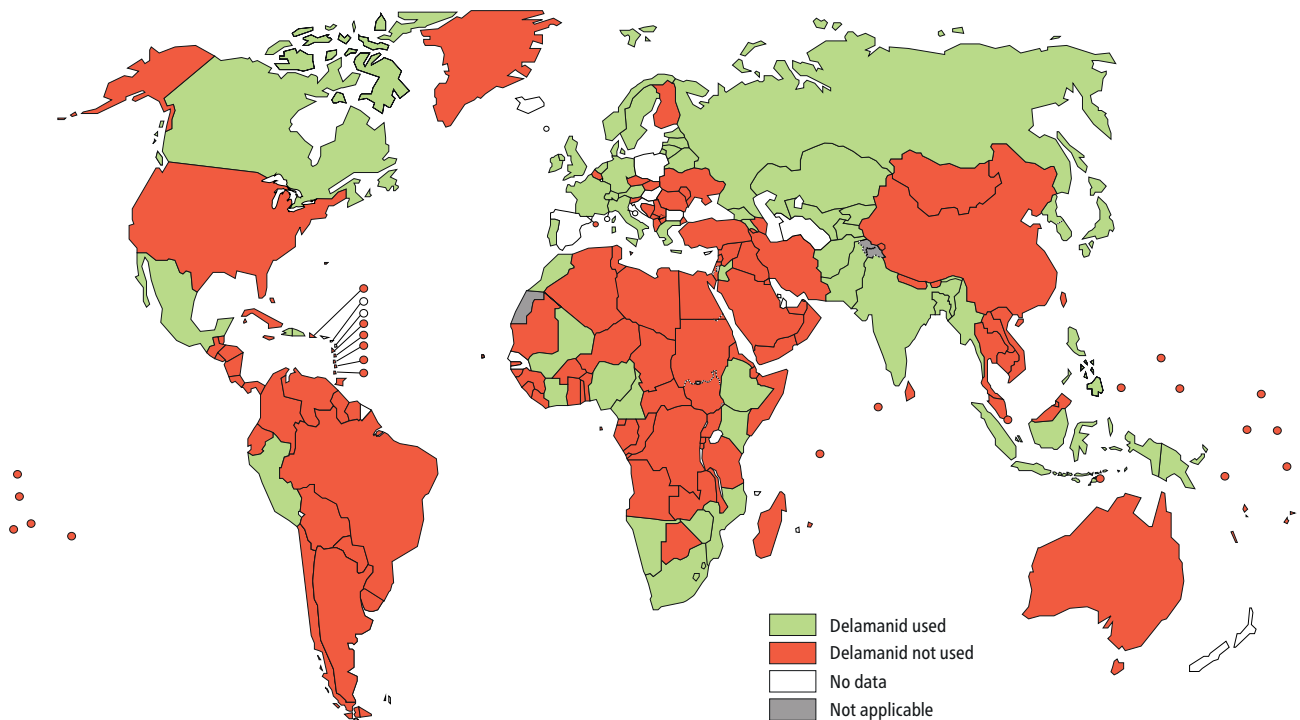 Delamanid used
Delamanid not used
No data
Not applicable